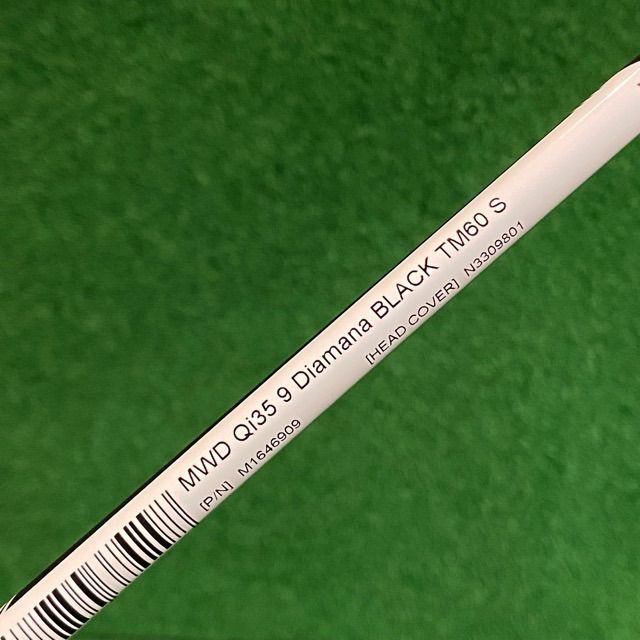 MWD Qi35 9 Diamana BLACK TM60 S
[P/N] M1646909 [HEAD COVER] N3309801